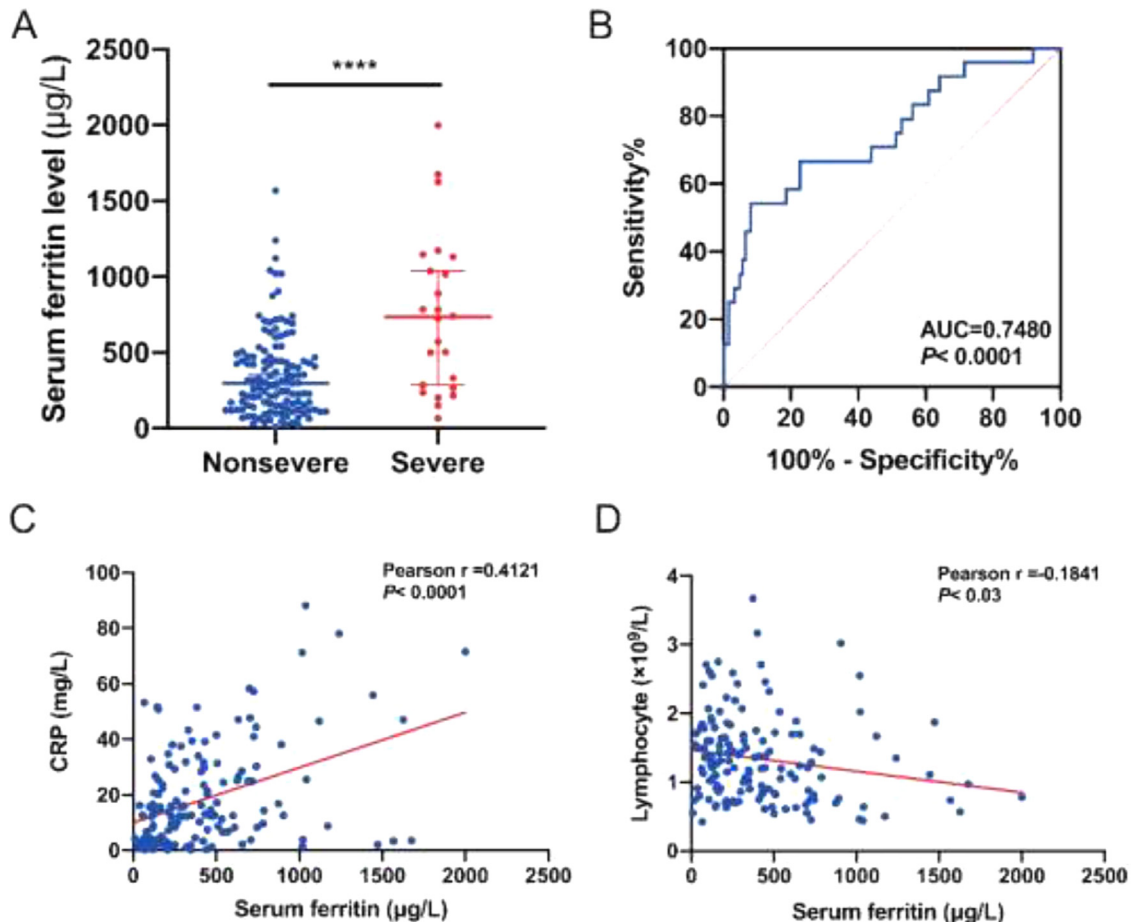 A
Serum ferritin level (µg/L)
2500
2000
1500
1000
500
0
****
Nonsevere
Severe
B
Sensitivity%
100
80
60
40
20
0
AUC=0.7480
P< 0.0001
0
20
40
60
80
100
100% - Specificity%
C
CRP (mg/L)
100
80
60
40
20
0
Pearson r =0.4121
P< 0.0001
0
500
1000
1500
2000
2500
Serum ferritin (µg/L)
D
Lymphocyte (×10⁹/L)
4
3
2
1
0
Pearson r =-0.1841
P< 0.03
0
500
1000
1500
2000
2500
Serum ferritin (µg/L)